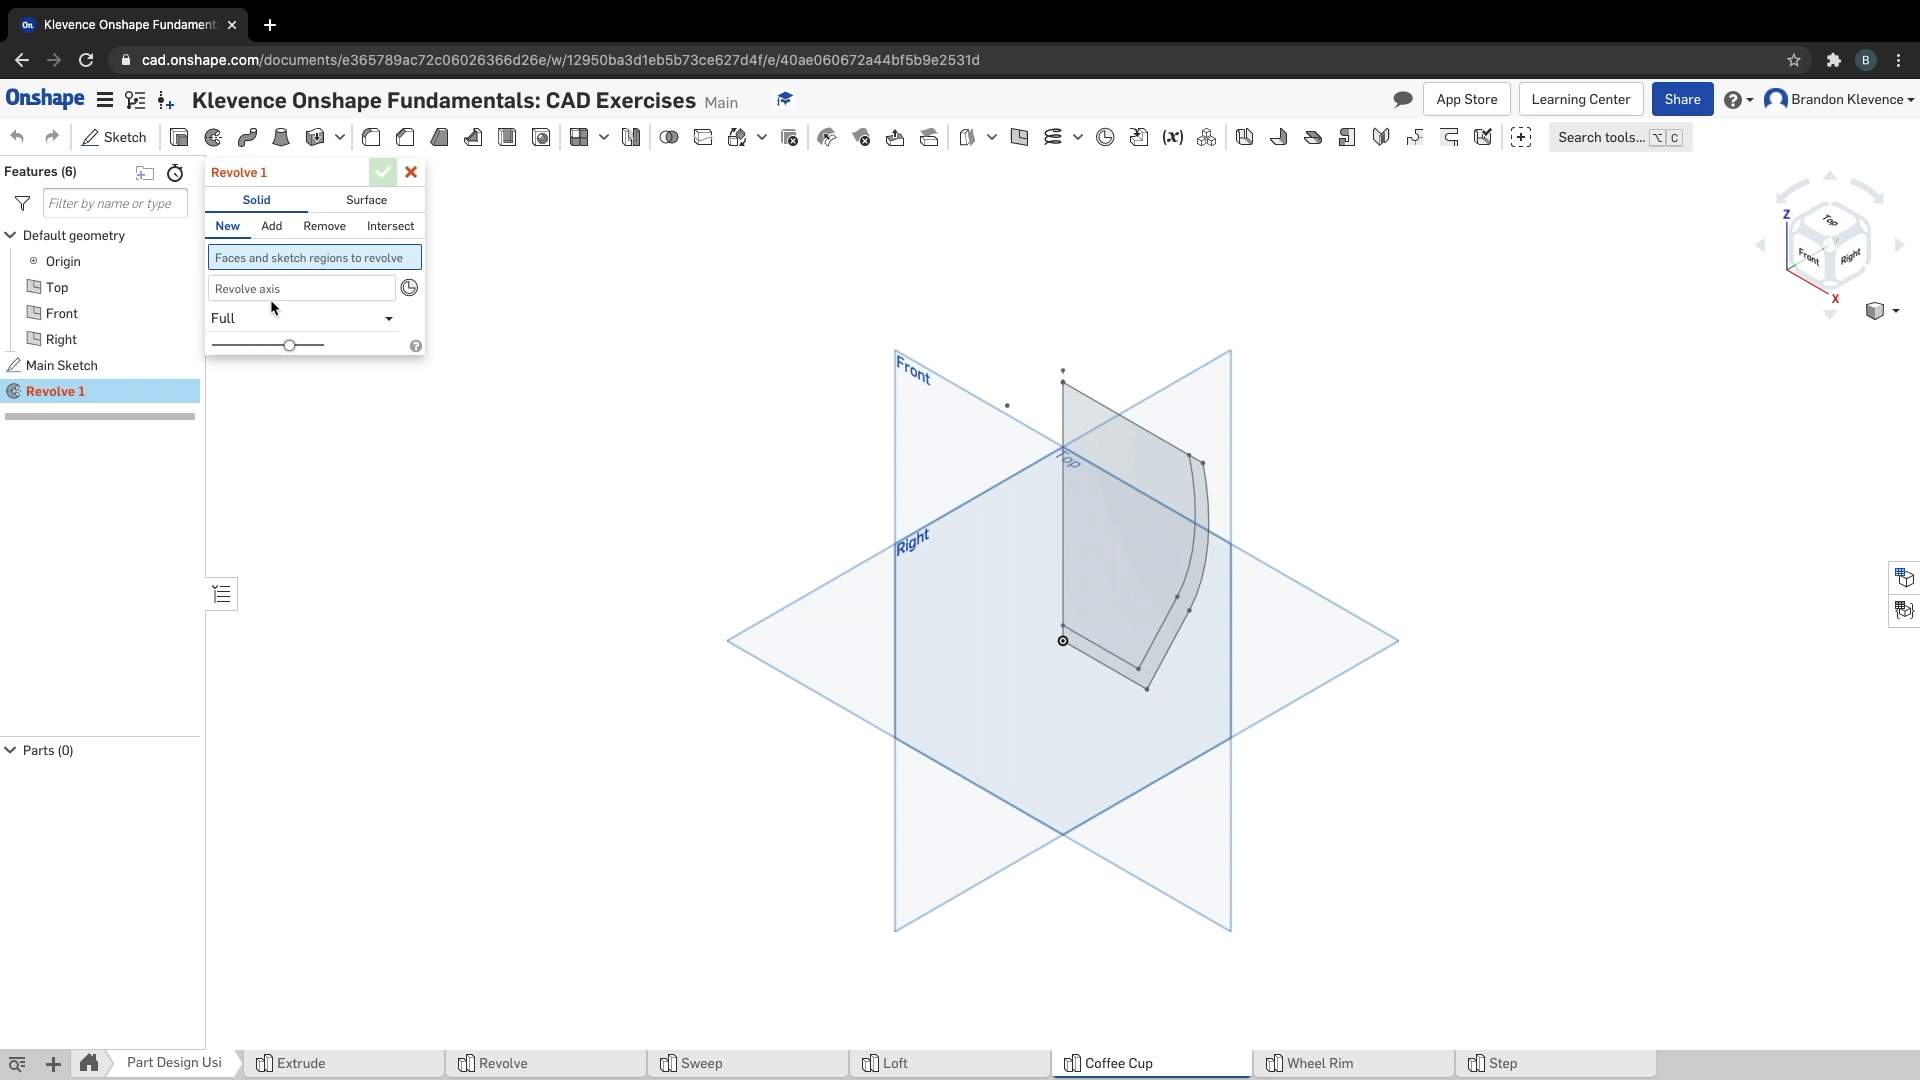 Klevence Onshape Fundament
cad.onshape.com/documents/e365789ac72c06026366d26e/w/12950ba3d1eb5b73ce627d4f/e/40ae060672a44bf5b9e2531d
B
Onshape
Klevence Onshape Fundamentals: CAD Exercises Main
App Store
Learning Center
Share
Brandon Klevence
Sketch
Search tools... ⌥ C
Features (6)
Filter by name or type
Default geometry
Origin
Top
Front
Right
Main Sketch
Revolve 1
Revolve 1
Solid
Surface
New
Add
Remove
Intersect
Faces and sketch regions to revolve
Revolve axis
Full
Front
Top
Right
Z
Top
Front
Right
X
Parts (0)
Part Design Usi
Extrude
Revolve
Sweep
Loft
Coffee Cup
Wheel Rim
Step